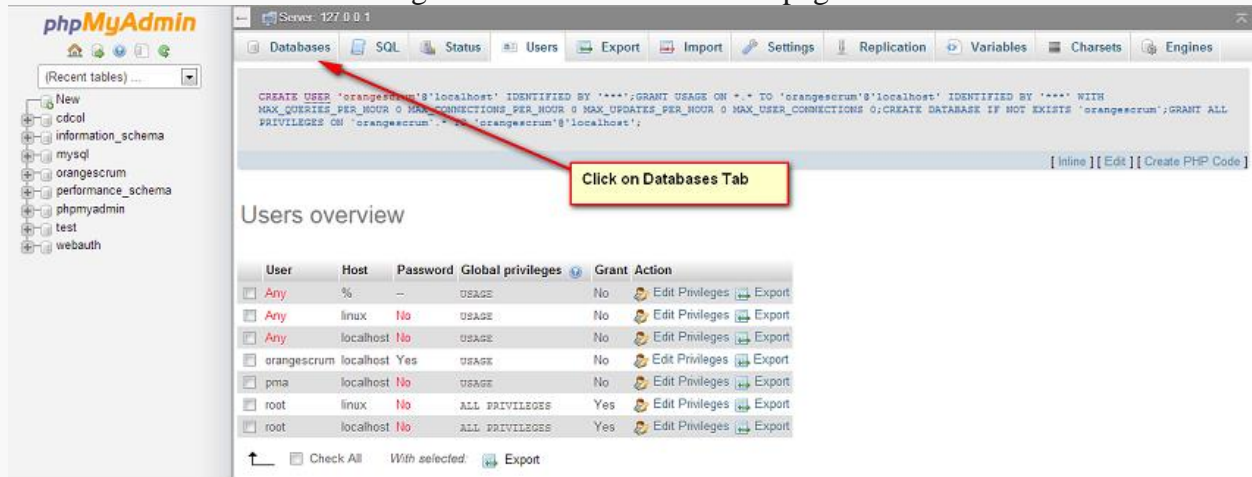 page
phpMyAdmin
Server: 127.0.0.1
Databases SQL Status Users Export Import Settings Replication Variables Charsets Engines
(Recent tables) ...
New
cdcol
information_schema
mysql
orangescrum
performance_schema
phpmyadmin
test
webauth
CREATE USER 'orangescrum'@'localhost' IDENTIFIED BY '***';GRANT USAGE ON *.* TO 'orangescrum'@'localhost' IDENTIFIED BY '***' WITH
MAX_QUERIES_PER_HOUR 0 MAX_CONNECTIONS_PER_HOUR 0 MAX_UPDATES_PER_HOUR 0 MAX_USER_CONNECTIONS 0;CREATE DATABASE IF NOT EXISTS `orangescrum`;GRANT ALL
PRIVILEGES ON `orangescrum`.* TO 'orangescrum'@'localhost';
[ Inline ] [ Edit ] [ Create PHP Code ]
Click on Databases Tab
Users overview
User Host Password Global privileges Grant Action
Any % -- USAGE No Edit Privileges Export
Any linux No USAGE No Edit Privileges Export
Any localhost No USAGE No Edit Privileges Export
orangescrum localhost Yes USAGE No Edit Privileges Export
pma localhost No USAGE No Edit Privileges Export
root linux No ALL PRIVILEGES Yes Edit Privileges Export
root localhost No ALL PRIVILEGES Yes Edit Privileges Export
Check All With selected: Export